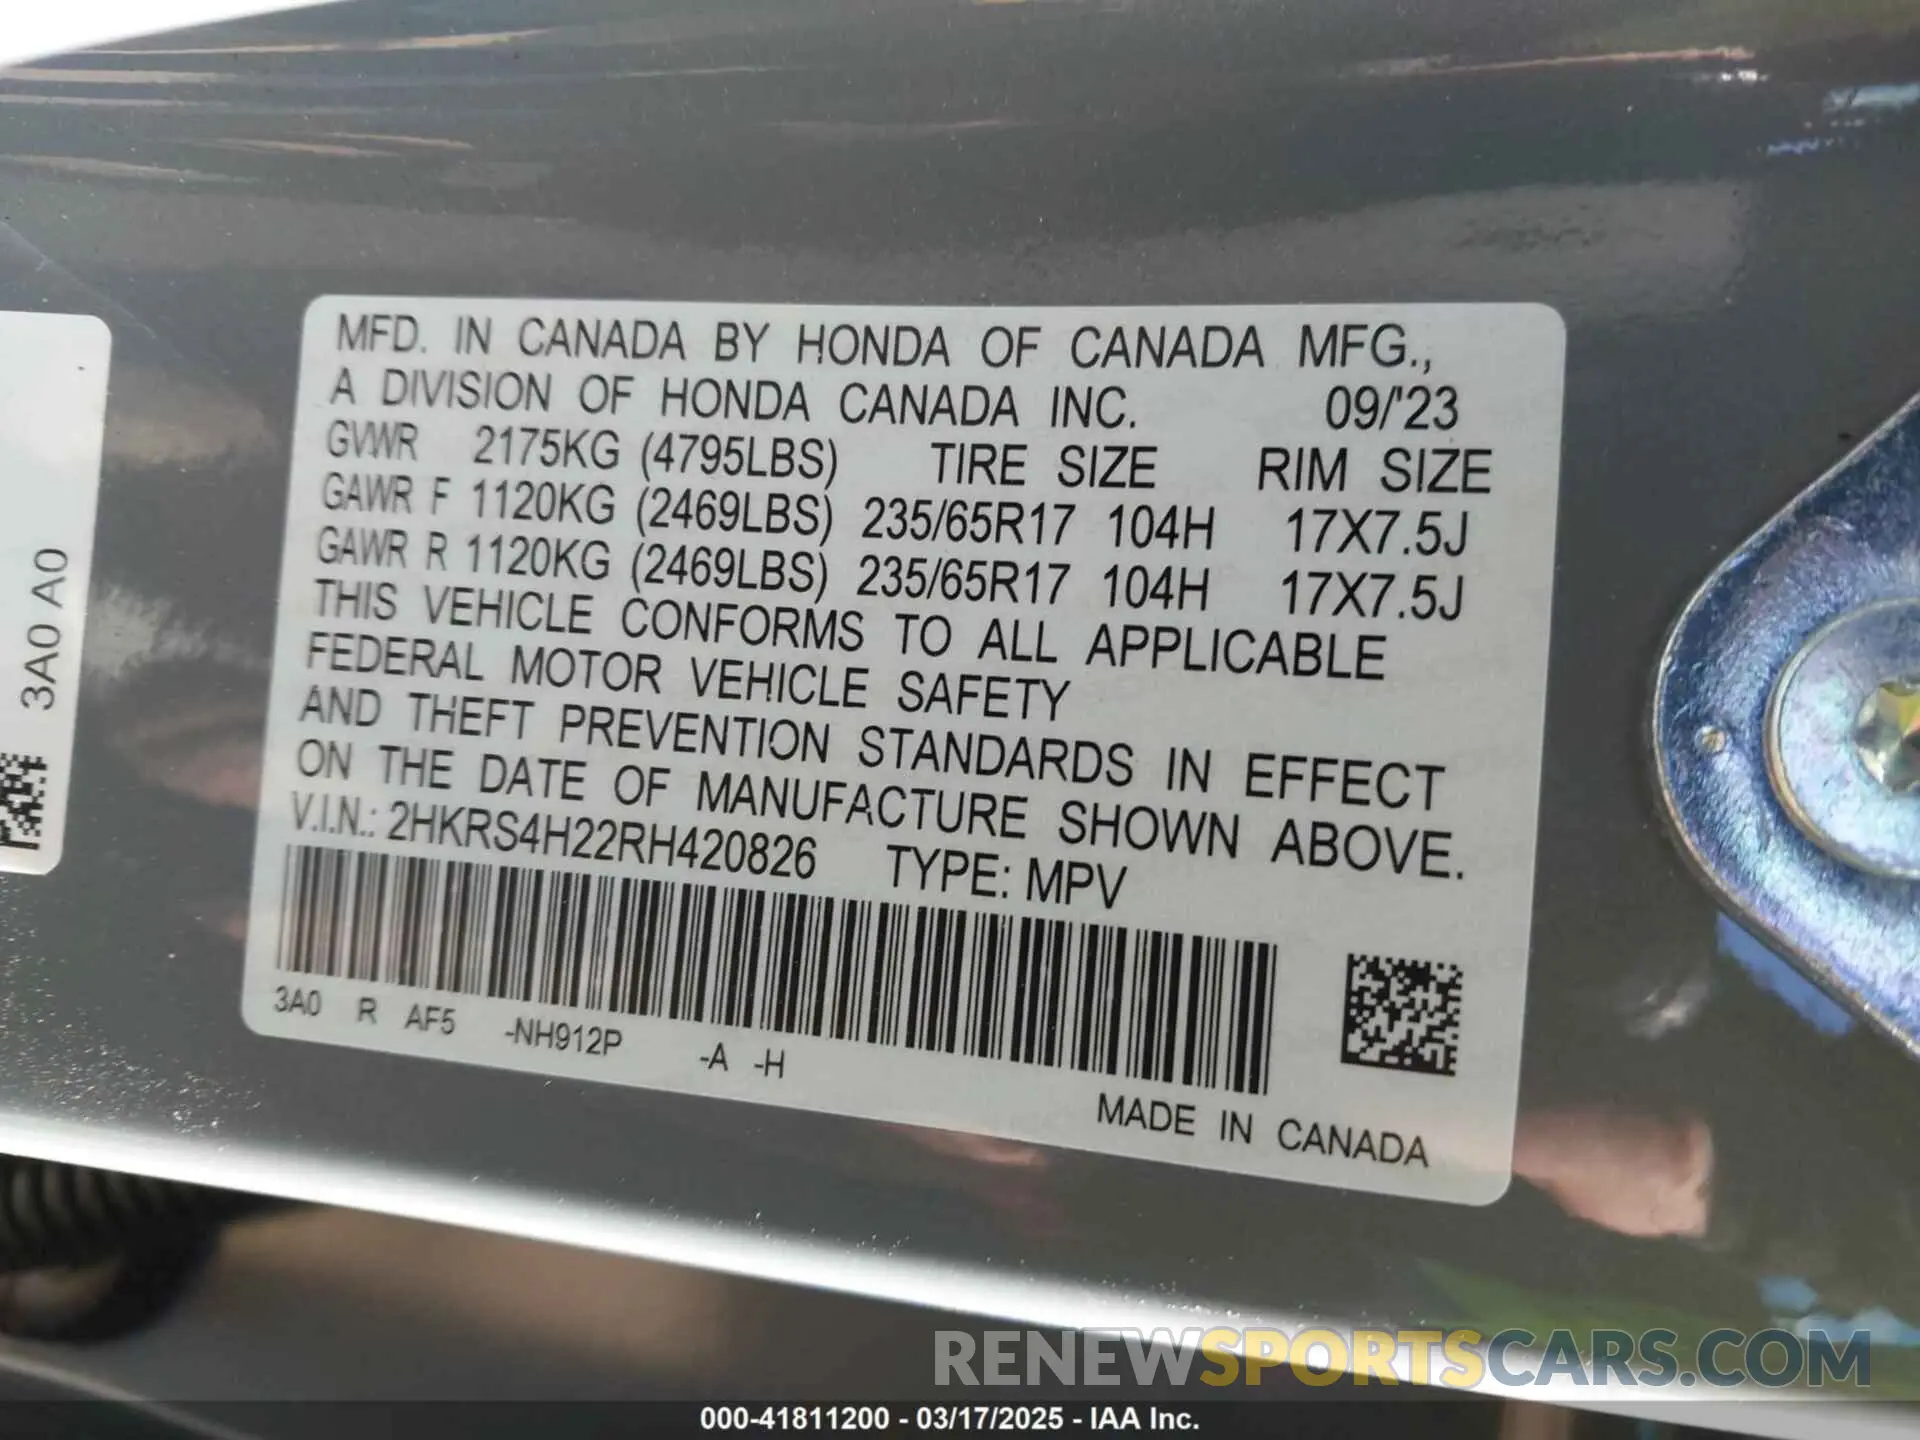 MFD. IN CANADA BY HONDA OF CANADA MFG.,
A DIVISION OF HONDA CANADA INC. 09/'23
GVWR 2175KG (4795LBS) TIRE SIZE RIM SIZE
GAWR F 1120KG (2469LBS) 235/65R17 104H 17X7.5J
GAWR R 1120KG (2469LBS) 235/65R17 104H 17X7.5J
THIS VEHICLE CONFORMS TO ALL APPLICABLE
FEDERAL MOTOR VEHICLE SAFETY
AND THEFT PREVENTION STANDARDS IN EFFECT
ON THE DATE OF MANUFACTURE SHOWN ABOVE.
V.I.N.: 2HKRS4H22RH420826 TYPE: MPV
3A0 R AF5 -NH912P -A -H
MADE IN CANADA
3A0 A0
RENEWSPORTSCARS.COM
000-41811200 - 03/17/2025 - IAA Inc.